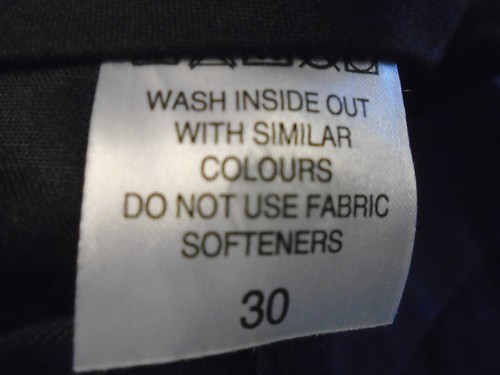 WASH INSIDE OUT
WITH SIMILAR
COLOURS
DO NOT USE FABRIC
SOFTENERS
30